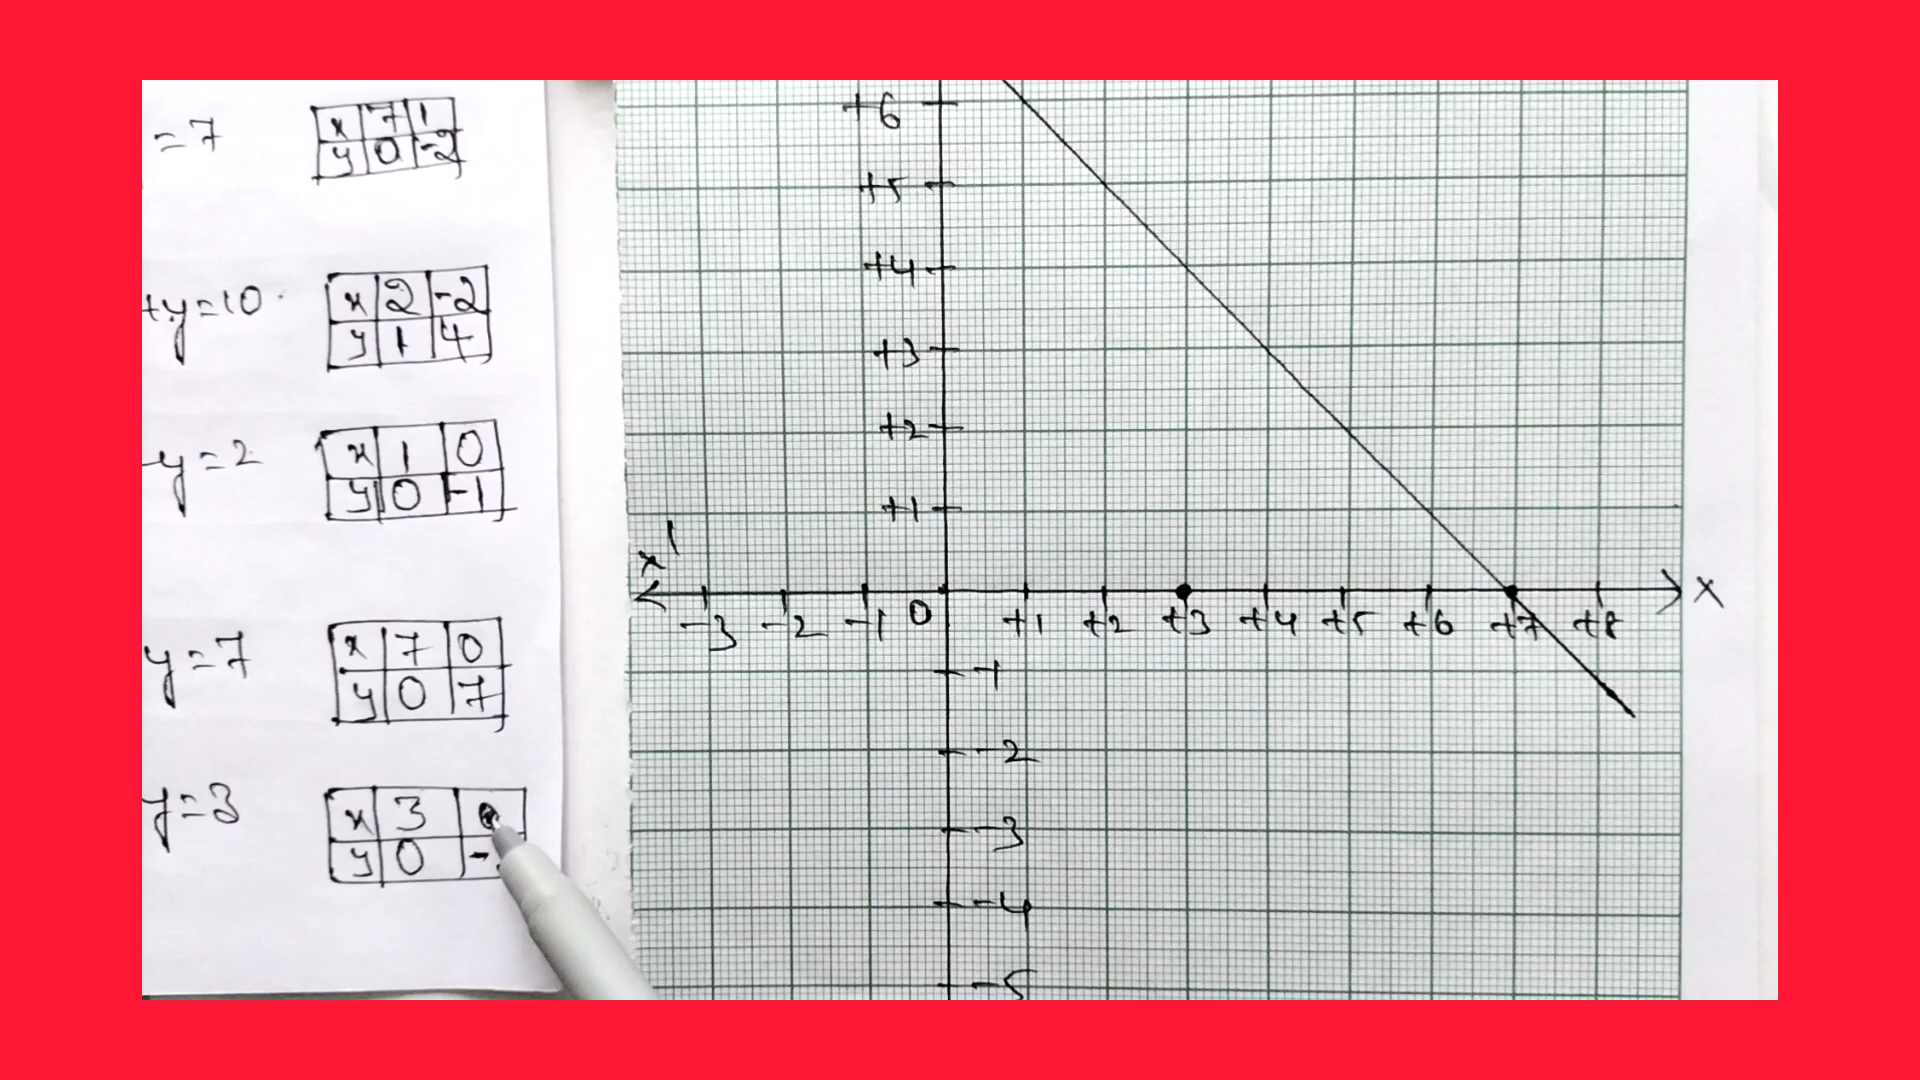 =7
x 7 1
y 0 -2
+y=10
x 2 -2
y 1 4
-y=2
x 1 0
y 0 -1
y=7
x 7 0
y 0 7
y=3
x 3
y 0 -
+6
+5
+4
+3
+2
+1
x'
-3 -2 -1 0 +1 +2 +3 +4 +5 +6 +7 +8
X
-1
-2
-3
-4
-5